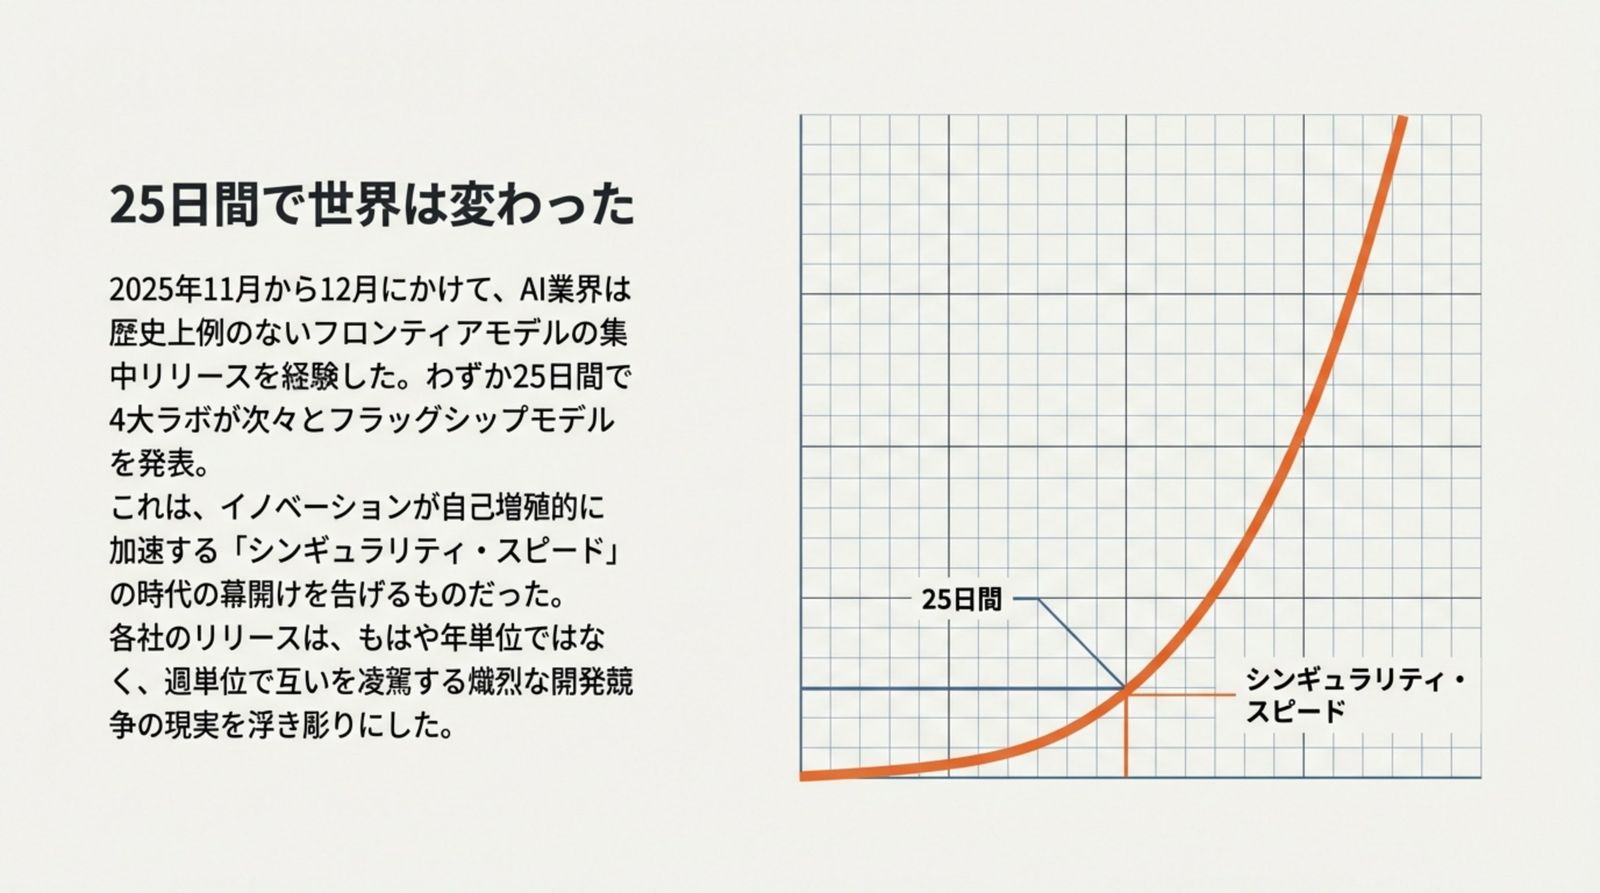 25日間で世界は変わった
2025年11月から12月にかけて、AI業界は
歴史上例のないフロンティアモデルの集
中リリースを経験した。わずか25日間で
4大ラボが次々とフラッグシップモデル
を発表。
これは、イノベーションが自己増殖的に
加速する「シンギュラリティ・スピード」
の時代の幕開けを告げるものだった。
各社のリリースは、もはや年単位ではな
く、週単位で互いを凌駕する熾烈な開発競
争の現実を浮き彫りにした。
25日間
シンギュラリティ・
スピード